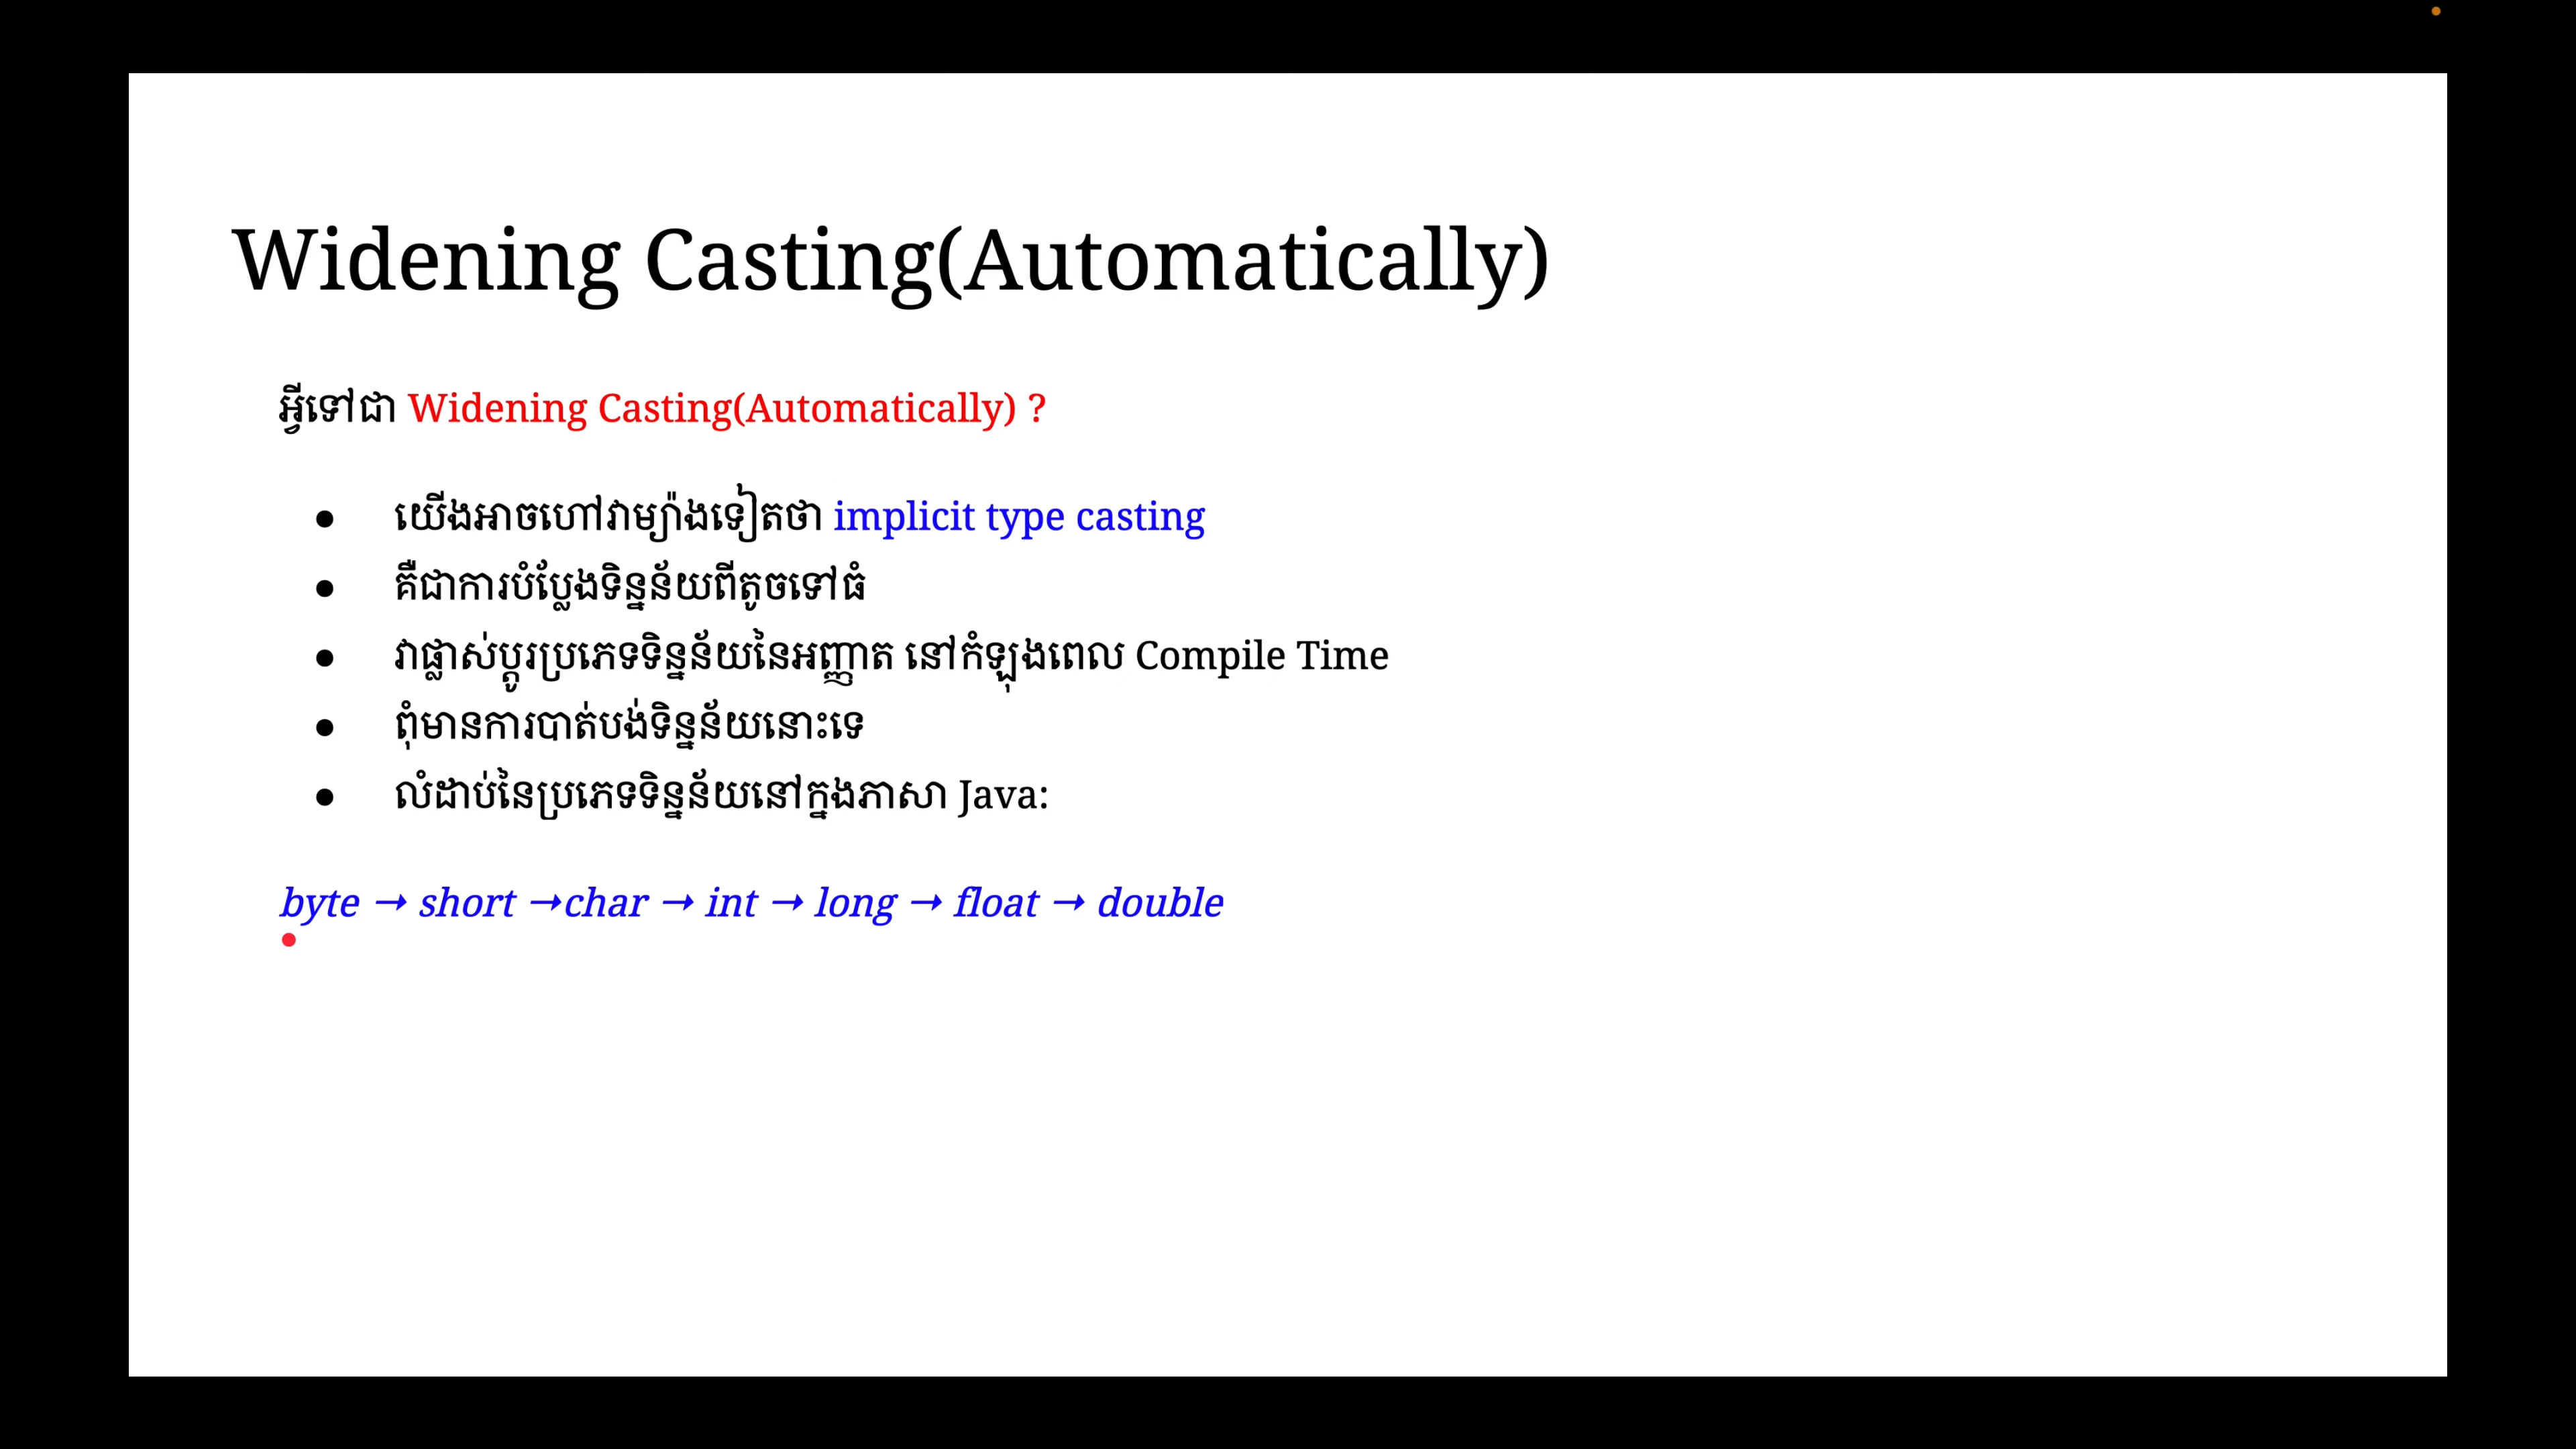 Widening Casting(Automatically)
អ្វីទៅជា Widening Casting(Automatically) ?
● យើងអាចហៅវាម្យ៉ាងទៀតថា implicit type casting
● គឺជាការបំប្លែងទិន្នន័យពីតូចទៅធំ
● វាផ្លាស់ប្តូរប្រភេទទិន្នន័យនៃអញ្ញាត នៅកំឡុងពេល Compile Time
● ពុំមានការបាត់បង់ទិន្នន័យនោះទេ
● លំដាប់នៃប្រភេទទិន្នន័យនៅក្នុងភាសា Java:
byte → short →char → int → long → float → double